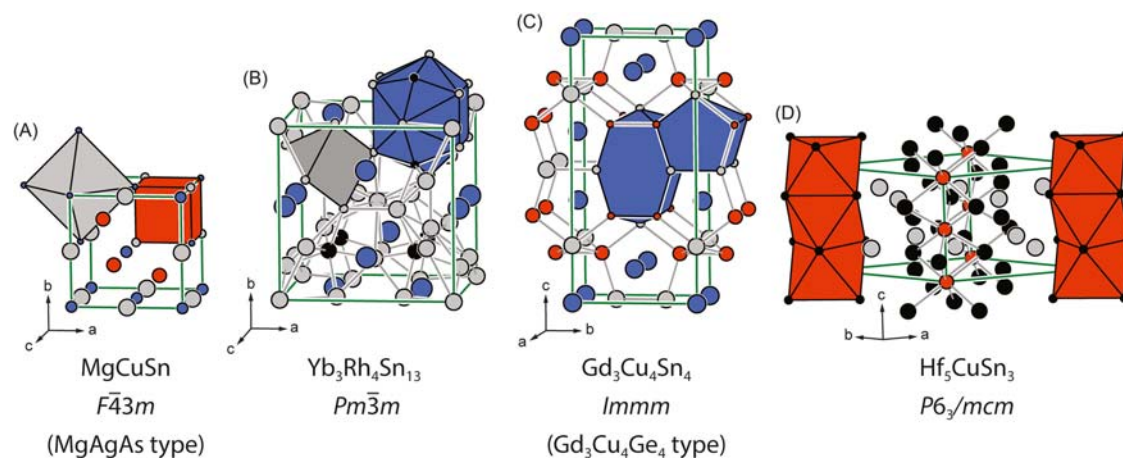 (A)
b
a
c
MgCuSn
F4̅3m
(MgAgAs type)
(B)
b
a
c
Yb₃Rh₄Sn₁₃
Pm3̅m
(C)
c
b
a
Gd₃Cu₄Sn₄
Immm
(Gd₃Cu₄Ge₄ type)
(D)
c
b
a
Hf₅CuSn₃
P6₃/mcm